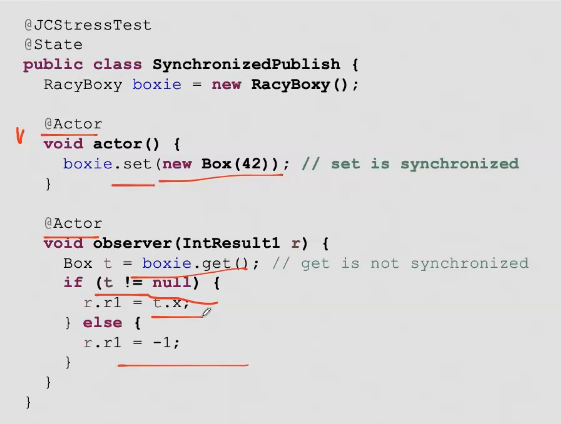 @JCStressTest
@State
public class SynchronizedPublish {
RacyBoxy boxie = new RacyBoxy();
@Actor
void actor() {
boxie.set(new Box(42)); // set is synchronized
}
@Actor
void observer(IntResult1 r) {
Box t = boxie.get(); // get is not synchronized
if (t != null) {
r.r1 = t.x;
} else {
r.r1 = -1;
}
}
}